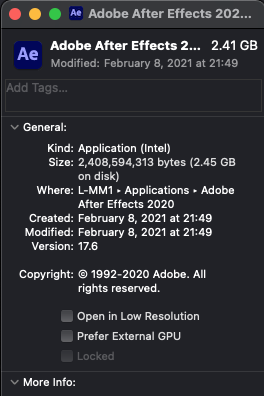 Ae Adobe After Effects 202...
Ae
Adobe After Effects 2... 2.41 GB
Modified: February 8, 2021 at 21:49
Add Tags...
General:
Kind: Application (Intel)
Size: 2,408,594,313 bytes (2.45 GB
on disk)
Where: L-MM1 ▸ Applications ▸ Adobe
After Effects 2020
Created: February 8, 2021 at 21:49
Modified: February 8, 2021 at 21:49
Version: 17.6
Copyright: © 1992-2020 Adobe. All
rights reserved.
Open in Low Resolution
Prefer External GPU
Locked
More Info: